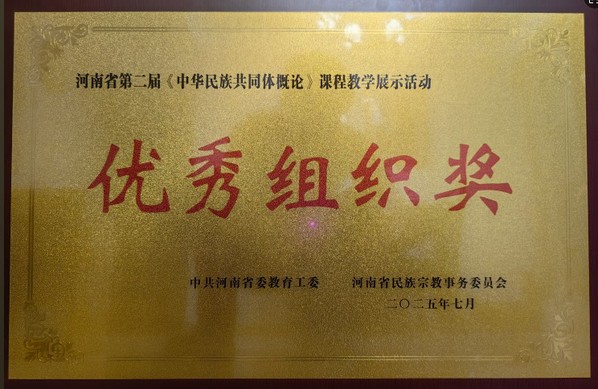 河南省第二届《中华民族共同体概论》课程教学展示活动
优秀组织奖
中共河南省委教育工委 河南省民族宗教事务委员会
二〇二五年七月